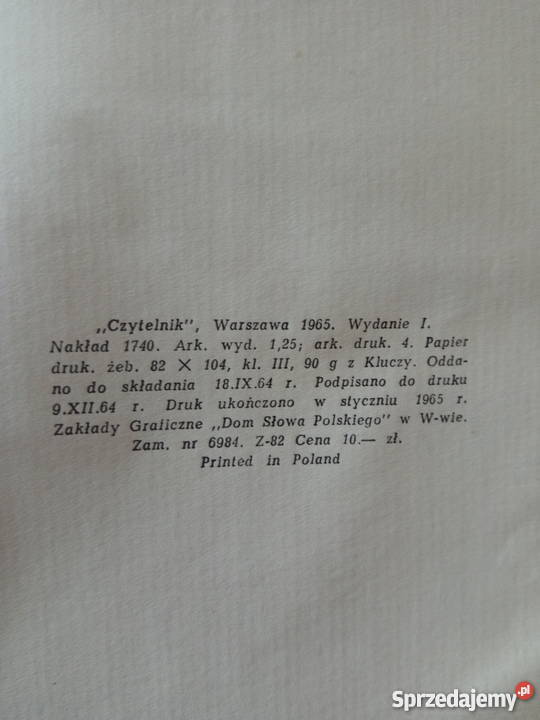 „Czytelnik", Warszawa 1965. Wydanie I.
Nakład 1740. Ark. wyd. 1,25; ark. druk. 4. Papier
druk. żeb. 82 X 104, kl. III, 90 g z Kluczy. Odda-
no do składania 18.IX.64 r. Podpisano do druku
9.XII.64 r. Druk ukończono w styczniu 1965 r.
Zakłady Graficzne „Dom Słowa Polskiego" w W-wie.
Zam. nr 6984. Z-82 Cena 10.— zł.
Printed in Poland
Sprzedajemy.pl